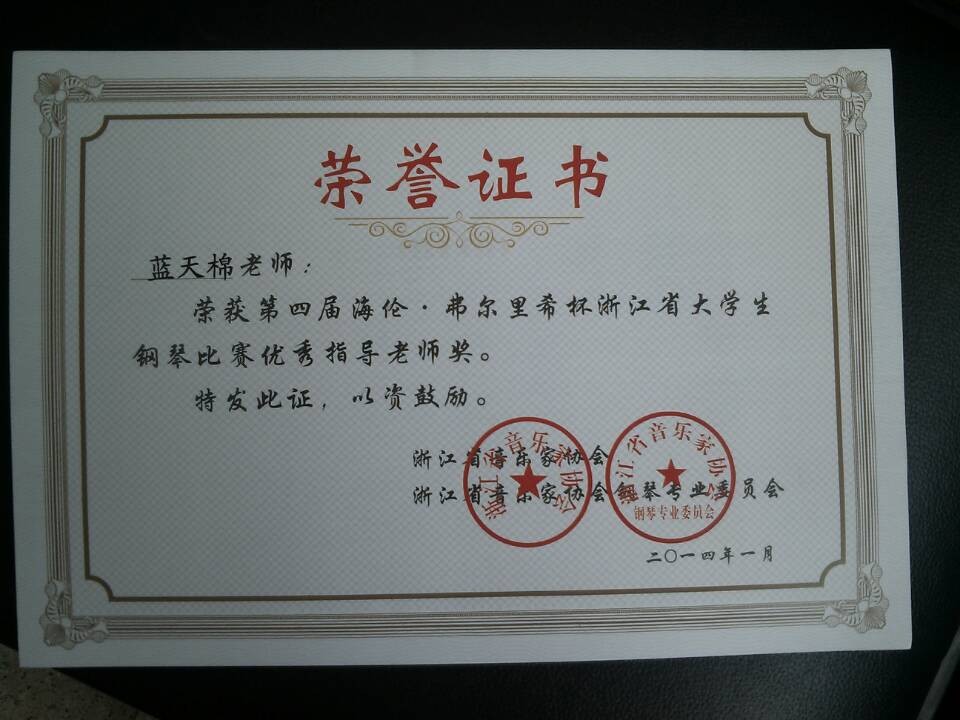 荣誉证书
蓝天棉老师：
荣获第四届海伦·弗尔里希杯浙江省大学生
钢琴比赛优秀指导老师奖。
特发此证，以资鼓励。
浙江省音乐家协会
浙江省音乐家协会钢琴专业委员会
二〇一四年一月
浙江省音乐家协会
浙江省音乐家协会
钢琴专业委员会